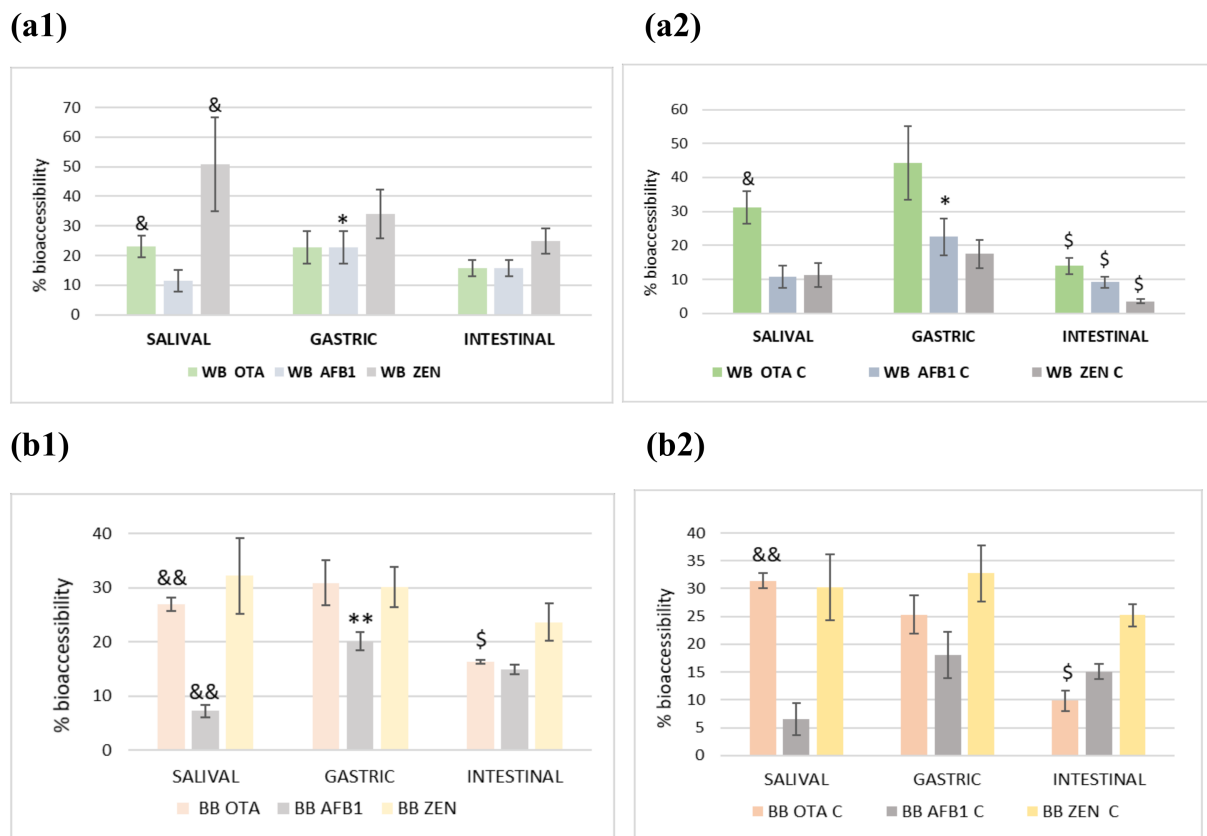 (a1)
(a2)
% bioaccessibility
70
60
50
40
30
20
10
0
&
&
*
SALIVAL GASTRIC INTESTINAL
WB OTA WB AFB1 WB ZEN
% bioaccessibility
60
50
40
30
20
10
0
&
*
$
$
$
SALIVAL GASTRIC INTESTINAL
WB OTA C WB AFB1 C WB ZEN C
(b1)
(b2)
% bioaccessibility
40
30
20
10
0
&&
&&
**
$
SALIVAL GASTRIC INTESTINAL
BB OTA BB AFB1 BB ZEN
% bioaccessibility
40
35
30
25
20
15
10
5
0
&&
$
SALIVAL GASTRIC INTESTINAL
BB OTA C BB AFB1 C BB ZEN C